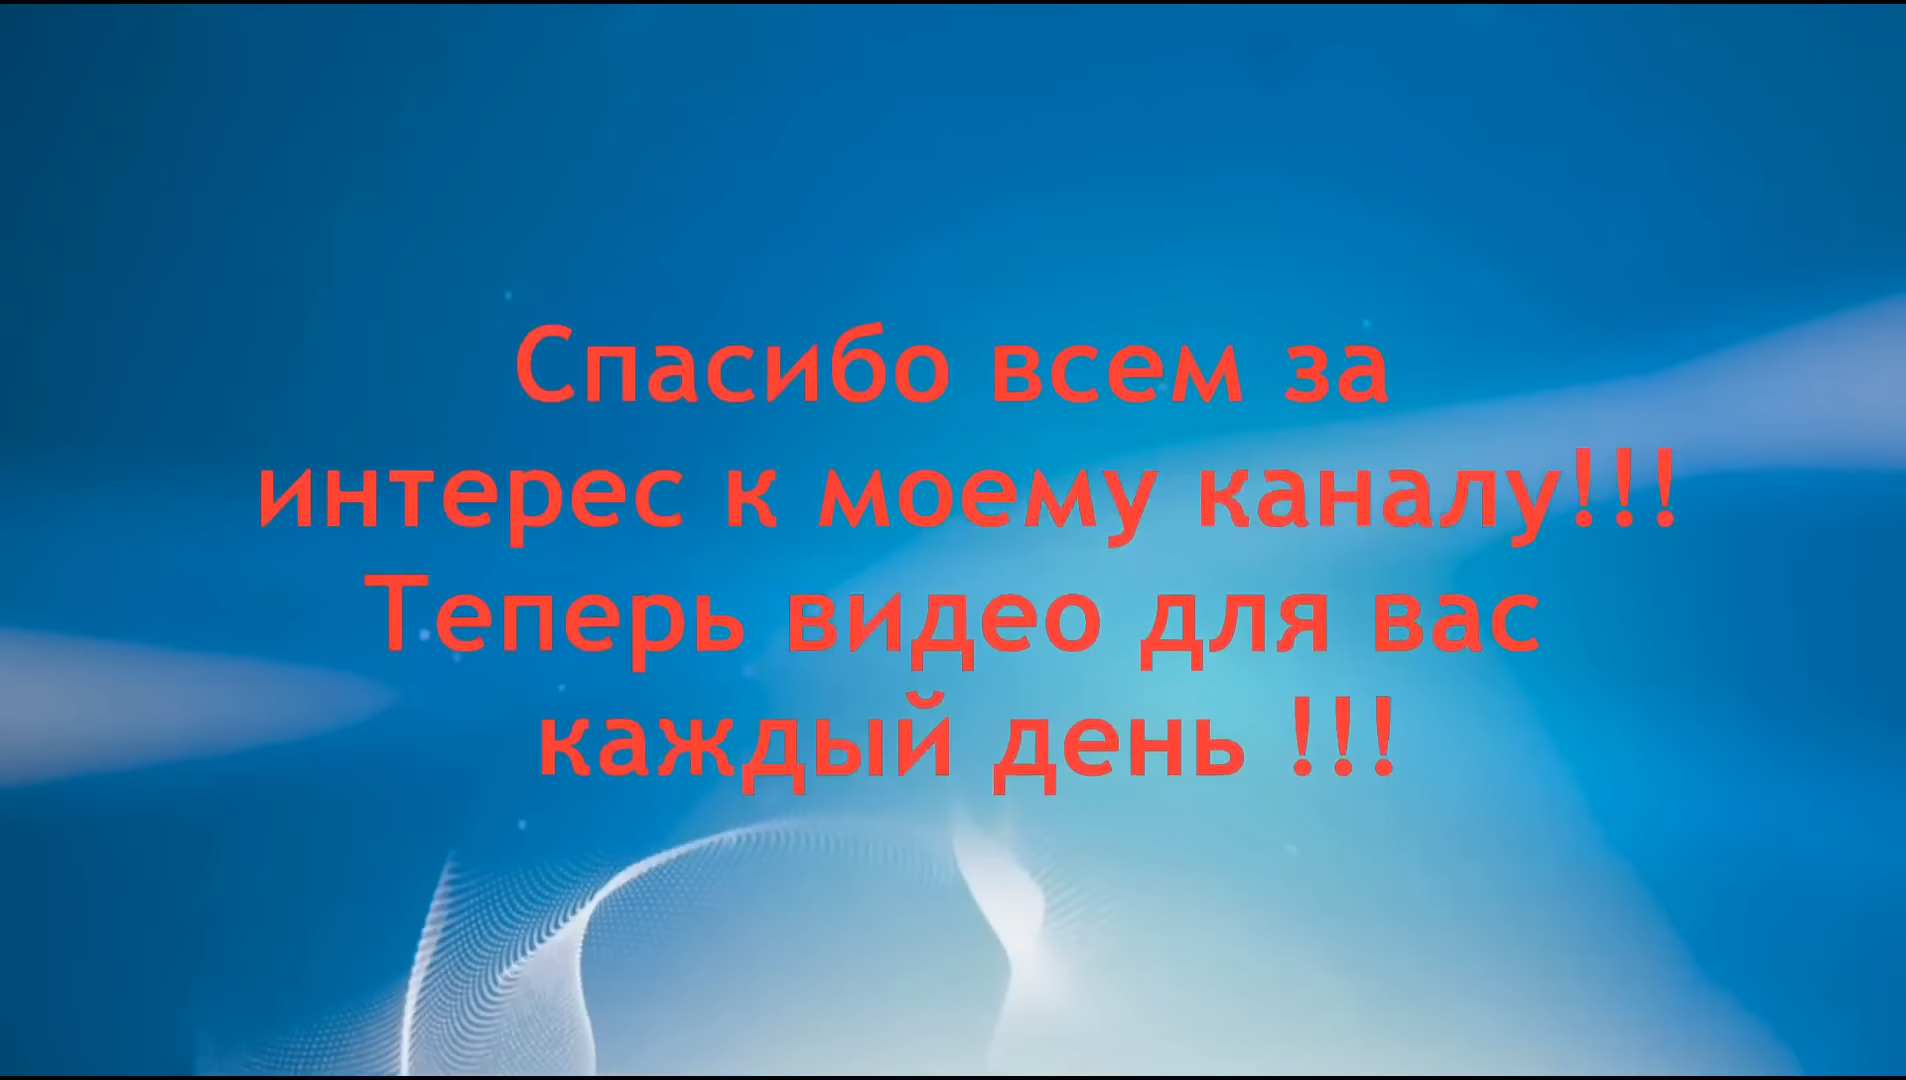 Спасибо всем за
интерес к моему каналу!!!
Теперь видео для вас
каждый день !!!